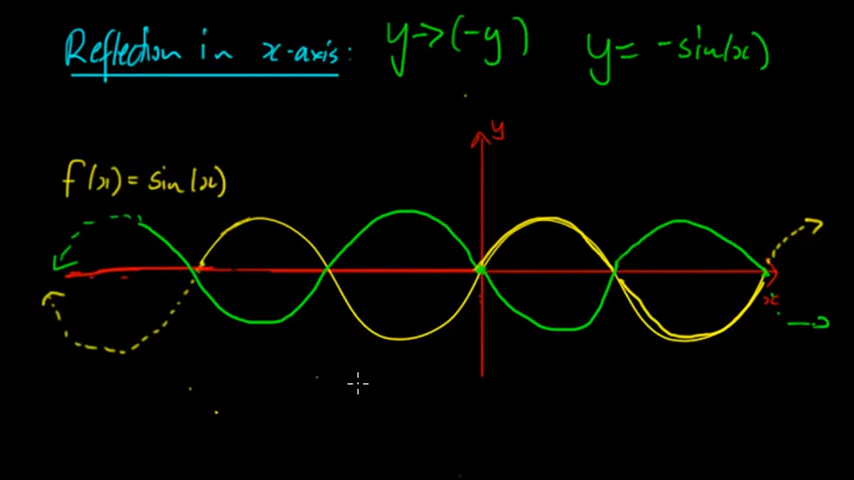 Reflection in x-axis: y->(-y) y= -sin(x)
y
f(x)=sin(x)
x